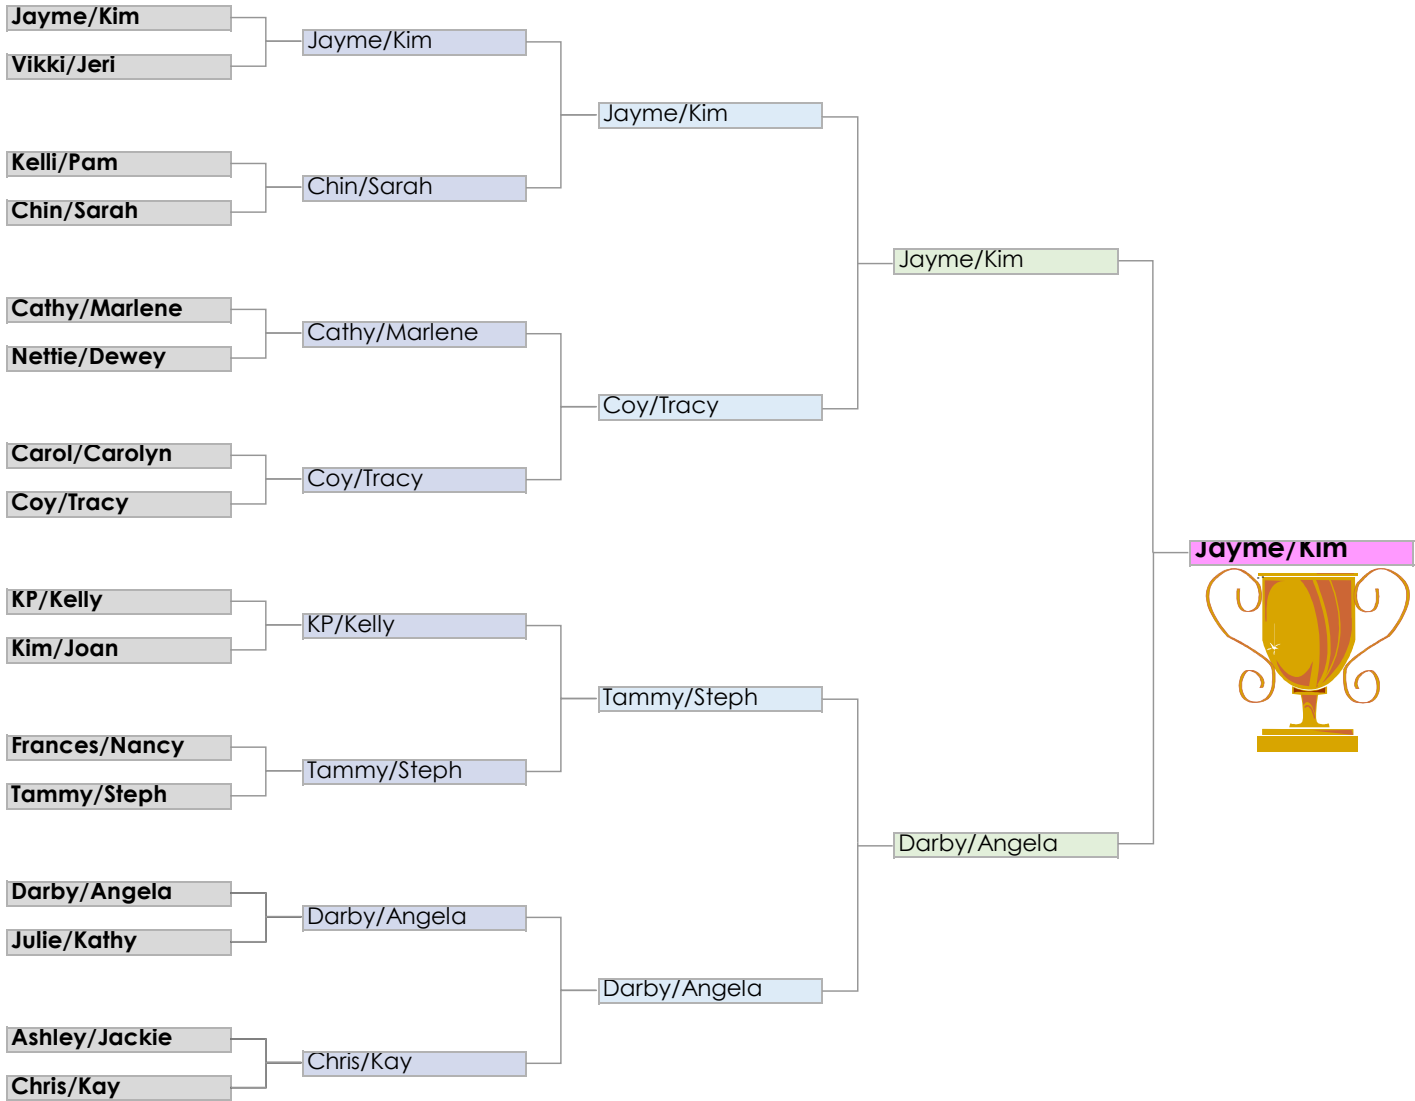 Jayme/Kim
Vikki/Jeri
Kelli/Pam
Chin/Sarah
Cathy/Marlene
Nettie/Dewey
Carol/Carolyn
Coy/Tracy
KP/Kelly
Kim/Joan
Frances/Nancy
Tammy/Steph
Darby/Angela
Julie/Kathy
Ashley/Jackie
Chris/Kay
Jayme/Kim
Chin/Sarah
Cathy/Marlene
Coy/Tracy
KP/Kelly
Tammy/Steph
Darby/Angela
Chris/Kay
Jayme/Kim
Coy/Tracy
Tammy/Steph
Darby/Angela
Jayme/Kim
Darby/Angela
Jayme/Kim